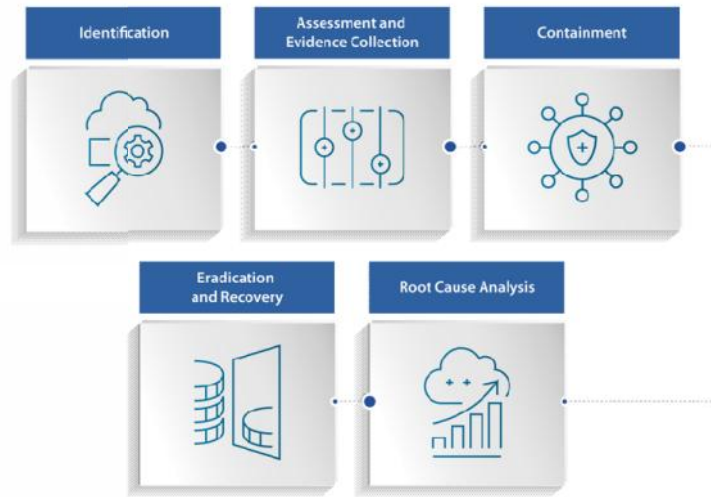 Identification
Assessment and
Evidence Collection
Containment
Eradication
and Recovery
Root Cause Analysis